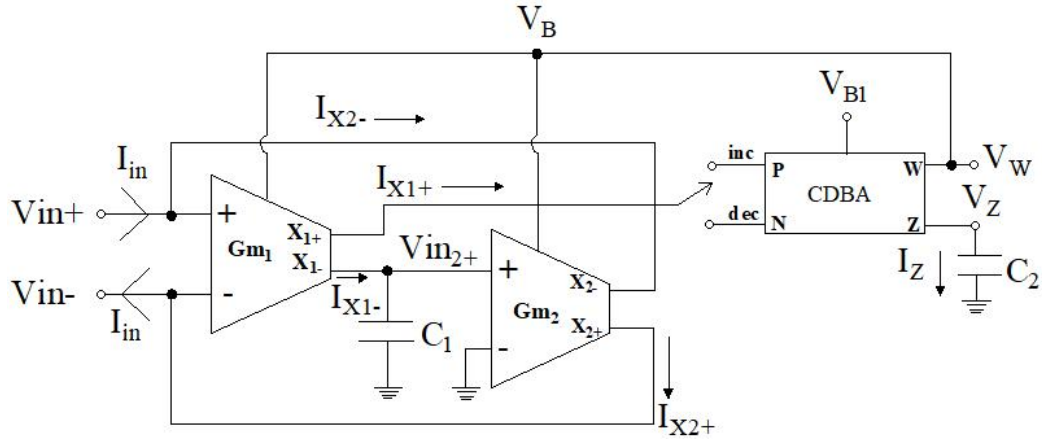 V_B
V_B1
I_X2-
I_in
inc
P
W
V_W
I_X1+
CDBA
Vin+
+
V_Z
dec
N
Z
X_1+
Gm_1
X_1-
Vin_2+
+
I_Z
C_2
Vin-
-
X_2-
I_X1-
Gm_2
I_in
X_2+
C_1
-
I_X2+